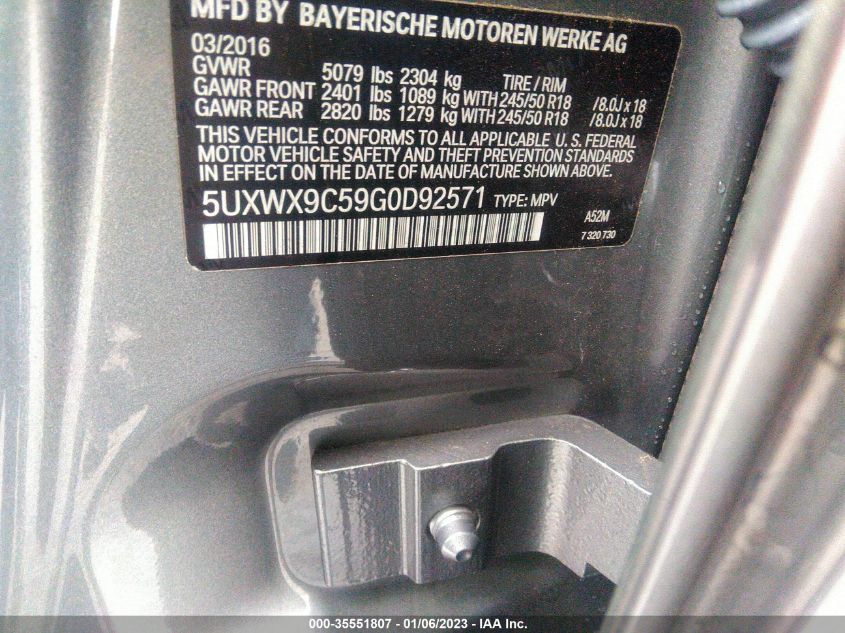 MFD BY BAYERISCHE MOTOREN WERKE AG
03/2016
GVWR 5079 lbs 2304 kg TIRE / RIM
GAWR FRONT 2401 lbs 1089 kg WITH 245/50 R18 /8.0J x 18
GAWR REAR 2820 lbs 1279 kg WITH 245/50 R18 /8.0J x 18
THIS VEHICLE CONFORMS TO ALL APPLICABLE U. S. FEDERAL
MOTOR VEHICLE SAFETY AND THEFT PREVENTION STANDARDS
IN EFFECT ON THE DATE OF MANUFACTURE SHOWN ABOVE.
5UXWX9C59G0D92571 TYPE: MPV
A52M
7 320 730
000-35551807 - 01/06/2023 - IAA Inc.